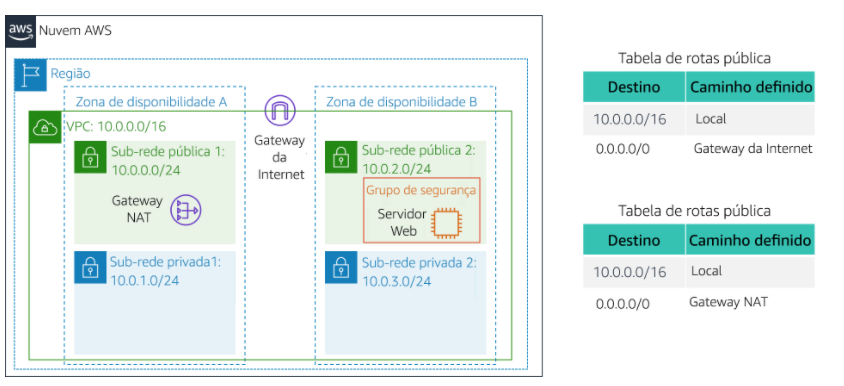 aws Nuvem AWS
Região
Zona de disponibilidade A
Zona de disponibilidade B
VPC: 10.0.0.0/16
Gateway
da
Internet
Sub-rede pública 1:
10.0.0.0/24
Gateway
NAT
Sub-rede pública 2:
10.0.2.0/24
Grupo de segurança
Servidor
Web
Sub-rede privada1:
10.0.1.0/24
Sub-rede privada 2:
10.0.3.0/24
Tabela de rotas pública
Destino Caminho definido
10.0.0.0/16 Local
0.0.0.0/0 Gateway da Internet
Tabela de rotas pública
Destino Caminho definido
10.0.0.0/16 Local
0.0.0.0/0 Gateway NAT